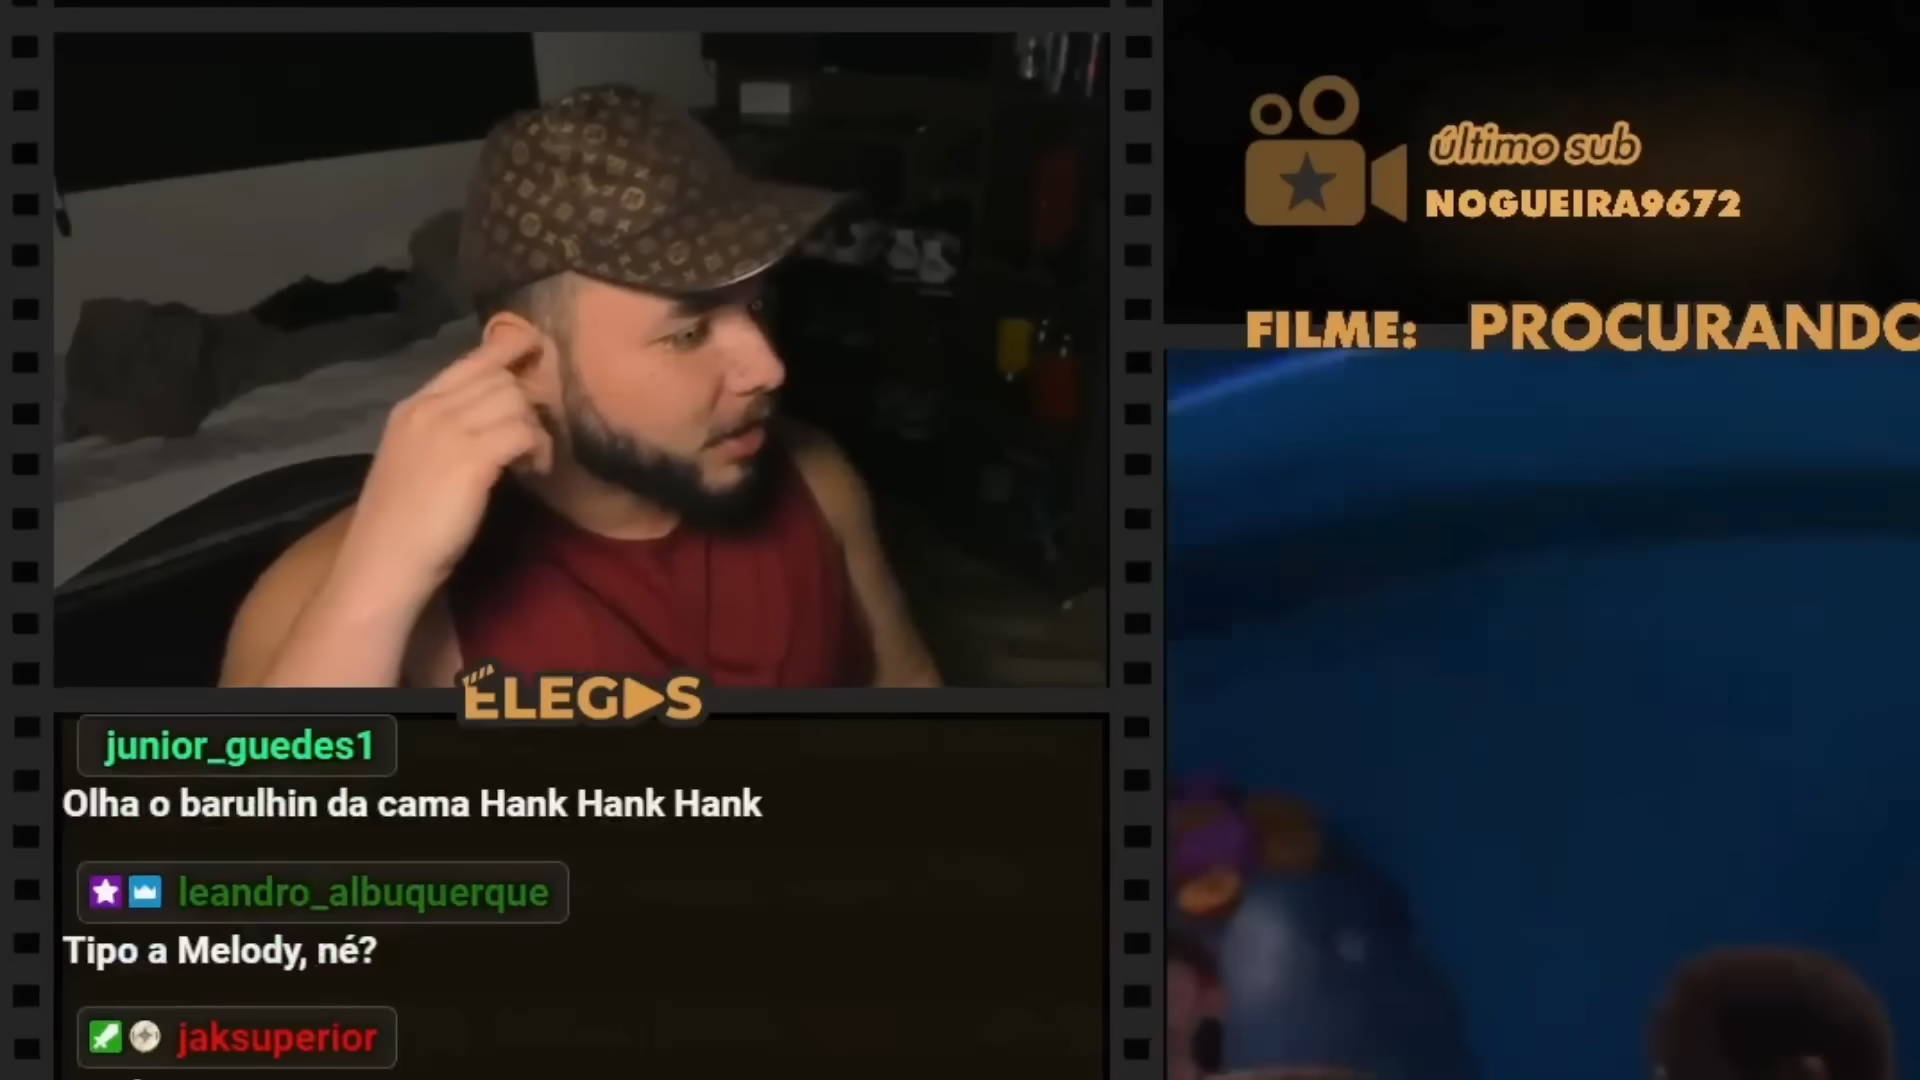 último sub
NOGUEIRA9672
FILME: PROCURANDO
ELEGOS
junior_guedes1
Olha o barulhin da cama Hank Hank Hank
leandro_albuquerque
Tipo a Melody, né?
jaksuperior